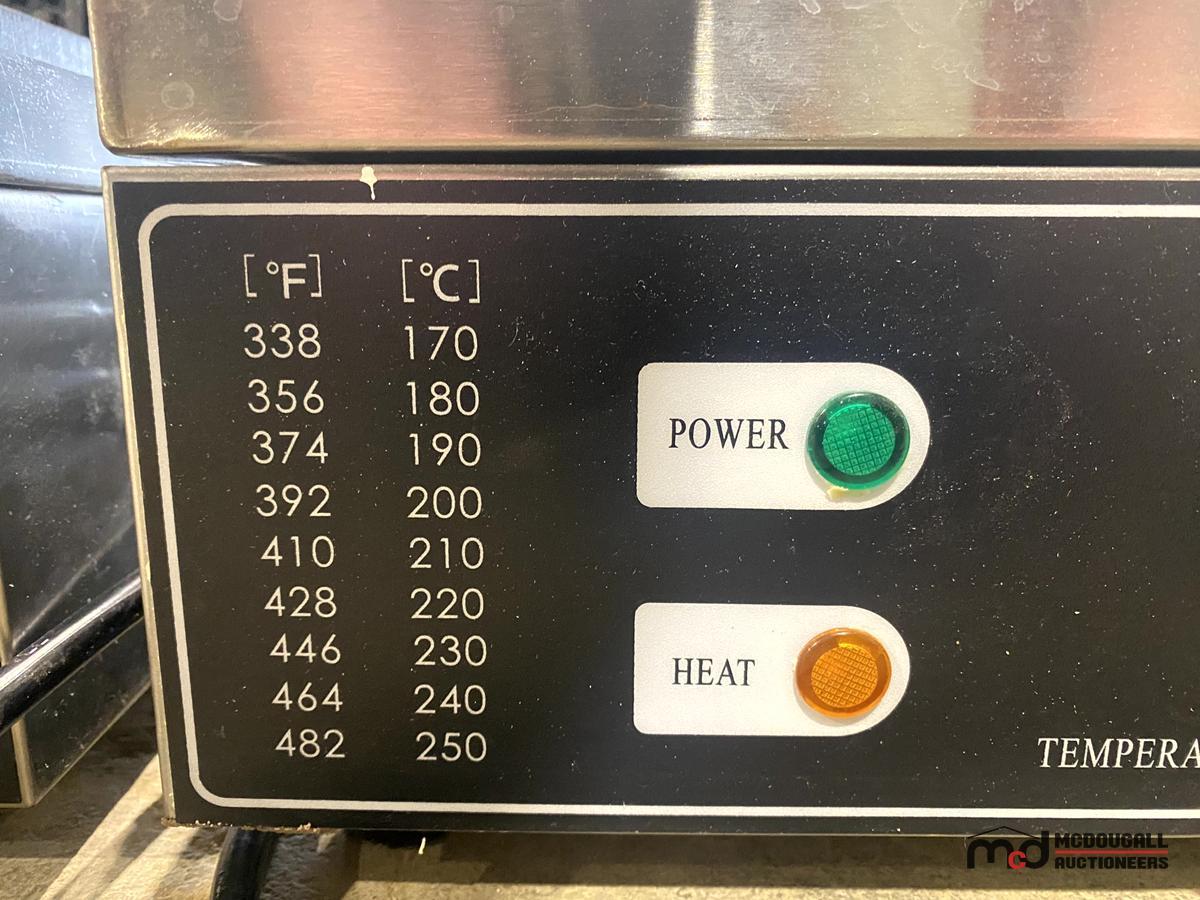 [°F] [°C]
338 170
356 180
374 190
392 200
410 210
428 220
446 230
464 240
482 250
POWER
HEAT
TEMPERA
mcd MCDOUGALL
AUCTIONEERS